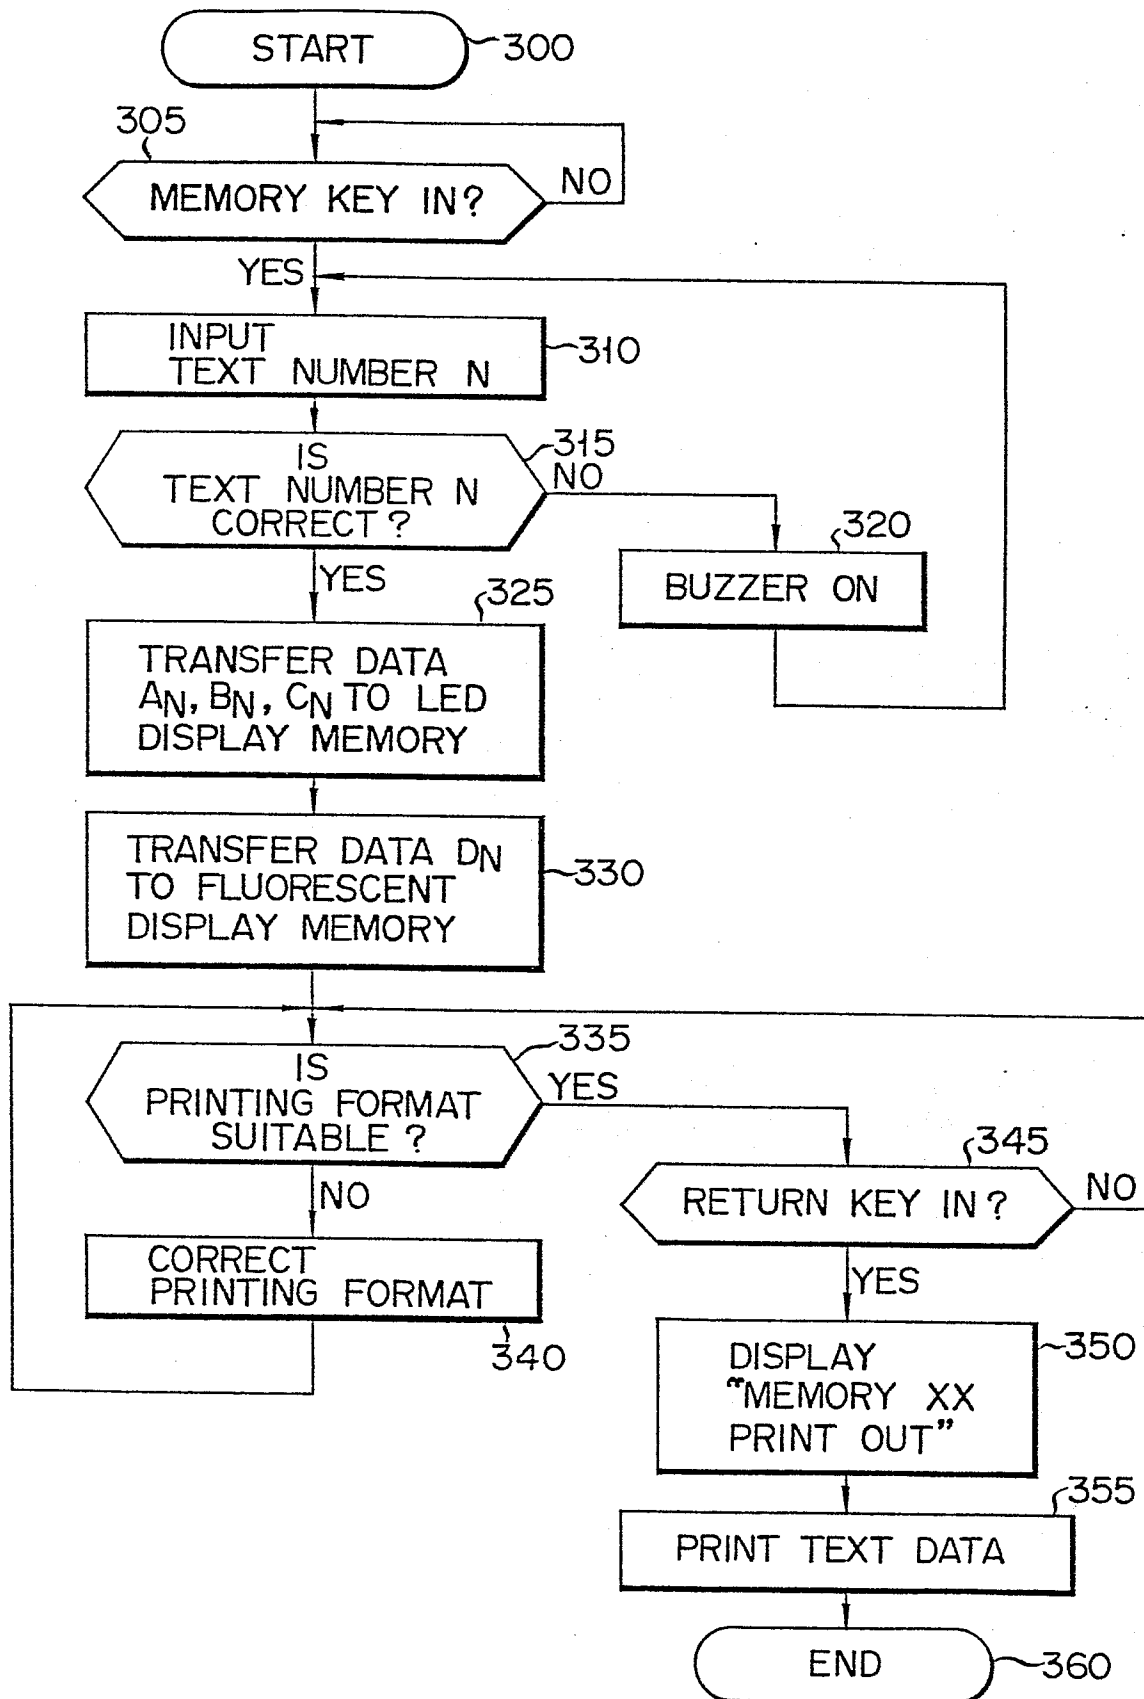 START
300
305
MEMORY KEY IN?
NO
YES
INPUT
TEXT NUMBER N
310
IS
TEXT NUMBER N
CORRECT?
315
NO
320
BUZZER ON
YES
325
TRANSFER DATA
AN, BN, CN TO LED
DISPLAY MEMORY
TRANSFER DATA DN
TO FLUORESCENT
DISPLAY MEMORY
330
IS
PRINTING FORMAT
SUITABLE?
335
YES
345
RETURN KEY IN?
NO
NO
CORRECT
PRINTING FORMAT
340
YES
DISPLAY
"MEMORY XX
PRINT OUT"
350
355
PRINT TEXT DATA
END
360